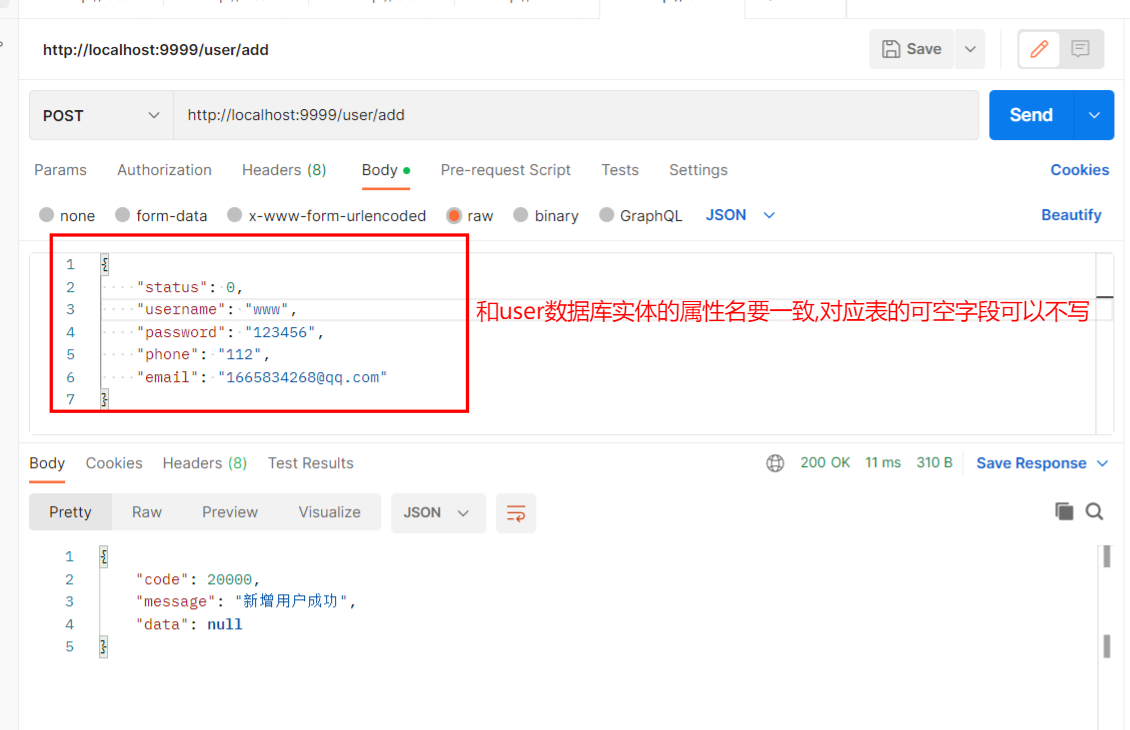 http://localhost:9999/user/add
Save
POST
http://localhost:9999/user/add
Send
Params Authorization Headers (8) Body Pre-request Script Tests Settings Cookies
none form-data x-www-form-urlencoded raw binary GraphQL JSON Beautify
1 {
2 "status": 0,
3 "username": "www",
和user数据库实体的属性名要一致,对应表的可空字段可以不写
4 "password": "123456",
5 "phone": "112",
6 "email": "1665834268@qq.com"
7 }
Body Cookies Headers (8) Test Results 200 OK 11 ms 310 B Save Response
Pretty Raw Preview Visualize JSON
1 {
2 "code": 20000,
3 "message": "新增用户成功",
4 "data": null
5 }